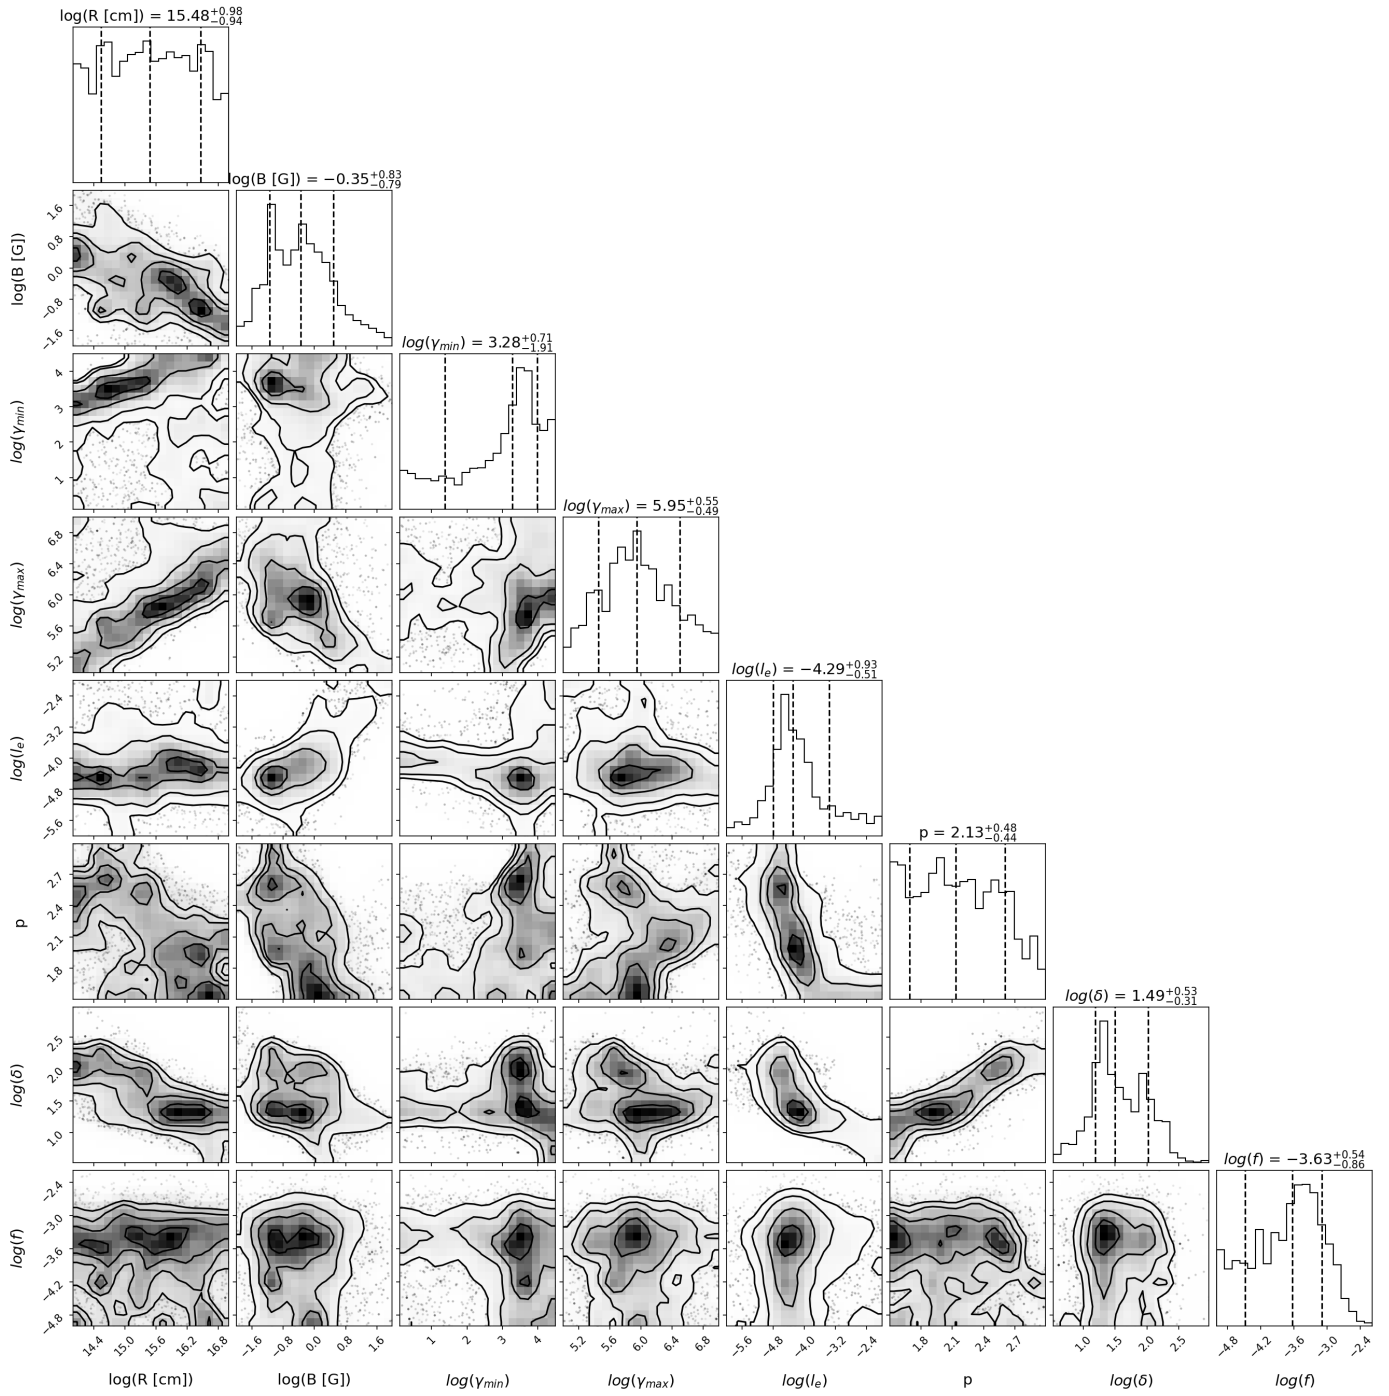 log(R [cm]) = 15.48+0.98−0.94
log(B [G]) = −0.35+0.83−0.79
1.6
0.8
0.0
−0.8
−1.6
log(B [G])
log(γmin) = 3.28+0.71−1.91
4
3
2
1
log(γmin)
log(γmax) = 5.95+0.55−0.49
6.8
6.4
6.0
5.6
5.2
log(γmax)
log(le) = −4.29+0.93−0.51
−2.4
−3.2
−4.0
−4.8
−5.6
log(le)
p = 2.13+0.48−0.44
2.7
2.4
2.1
1.8
p
log(δ) = 1.49+0.53−0.31
2.5
2.0
1.5
1.0
log(δ)
log(f) = −3.63+0.54−0.86
−2.4
−3.0
−3.6
−4.2
−4.8
log(f)
14.4 15.0 15.6 16.2 16.8 −1.6 −0.8 0.0 0.8 1.6 1 2 3 4 5.2 5.6 6.0 6.4 6.8 −5.6 −4.8 −4.0 −3.2 −2.4 1.8 2.1 2.4 2.7 1.0 1.5 2.0 2.5 −4.8 −4.2 −3.6 −3.0 −2.4
log(R [cm]) log(B [G]) log(γmin) log(γmax) log(le) p log(δ) log(f)